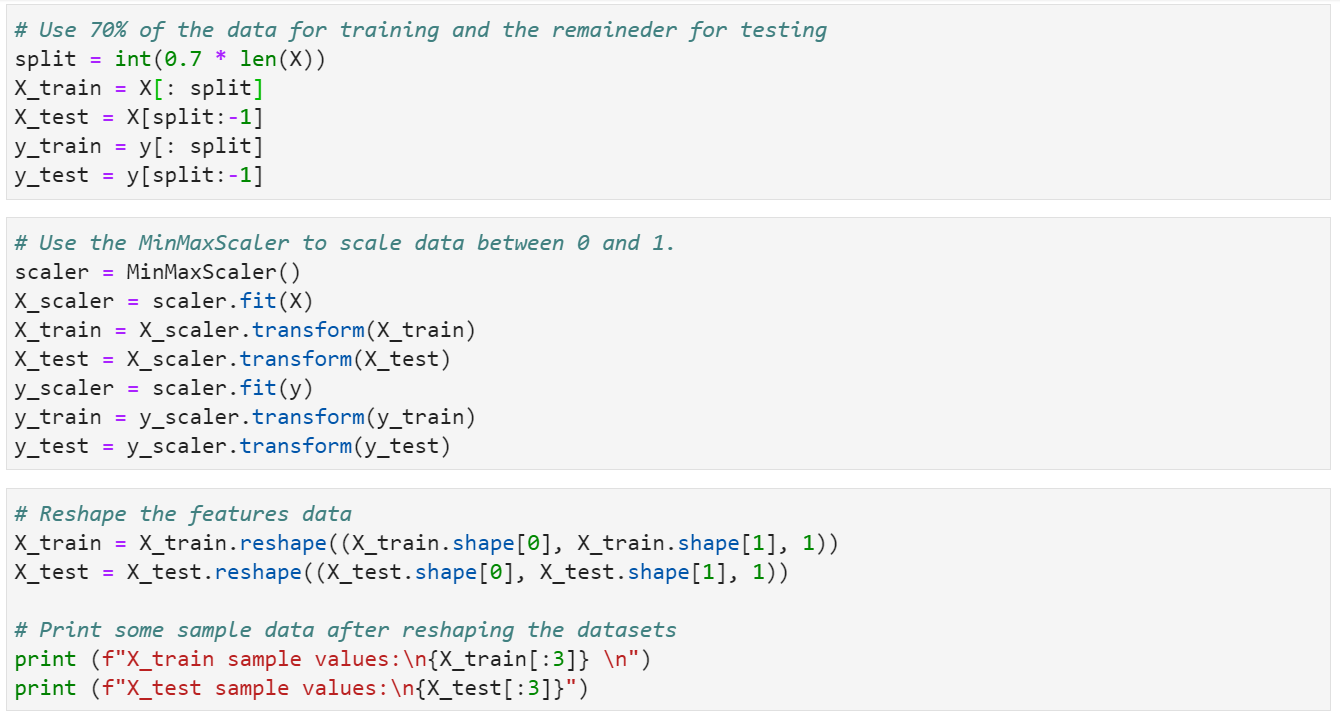 # Use 70% of the data for training and the remaineder for testing
split = int(0.7 * len(X))
X_train = X[: split]
X_test = X[split:-1]
y_train = y[: split]
y_test = y[split:-1]
# Use the MinMaxScaler to scale data between 0 and 1.
scaler = MinMaxScaler()
X_scaler = scaler.fit(X)
X_train = X_scaler.transform(X_train)
X_test = X_scaler.transform(X_test)
y_scaler = scaler.fit(y)
y_train = y_scaler.transform(y_train)
y_test = y_scaler.transform(y_test)
# Reshape the features data
X_train = X_train.reshape((X_train.shape[0], X_train.shape[1], 1))
X_test = X_test.reshape((X_test.shape[0], X_test.shape[1], 1))
# Print some sample data after reshaping the datasets
print (f"X_train sample values:\n{X_train[:3]} \n")
print (f"X_test sample values:\n{X_test[:3]}")